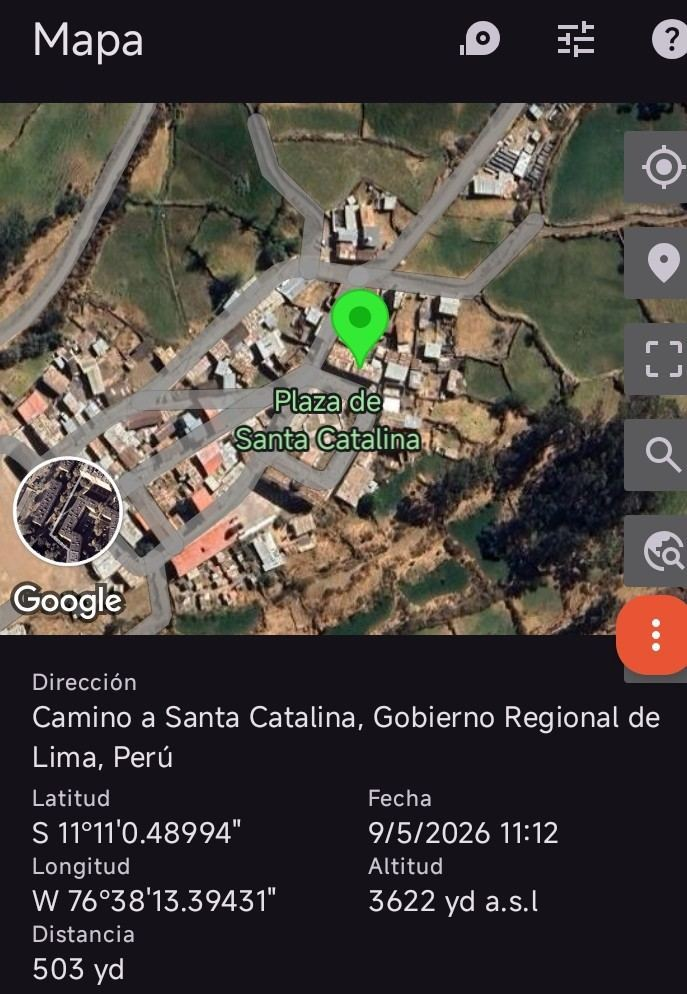 Mapa
?
Plaza de
Santa Catalina
Google
Dirección
Camino a Santa Catalina, Gobierno Regional de
Lima, Perú
Latitud
S 11°11'0.48994"
Fecha
9/5/2026 11:12
Longitud
W 76°38'13.39431"
Altitud
3622 yd a.s.l
Distancia
503 yd